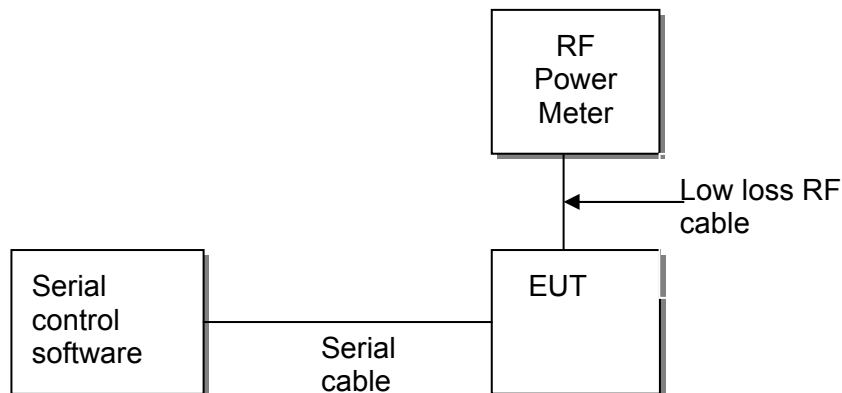 RF
Power
Meter
Low loss RF
cable
Serial
control
software
EUT
Serial
cable